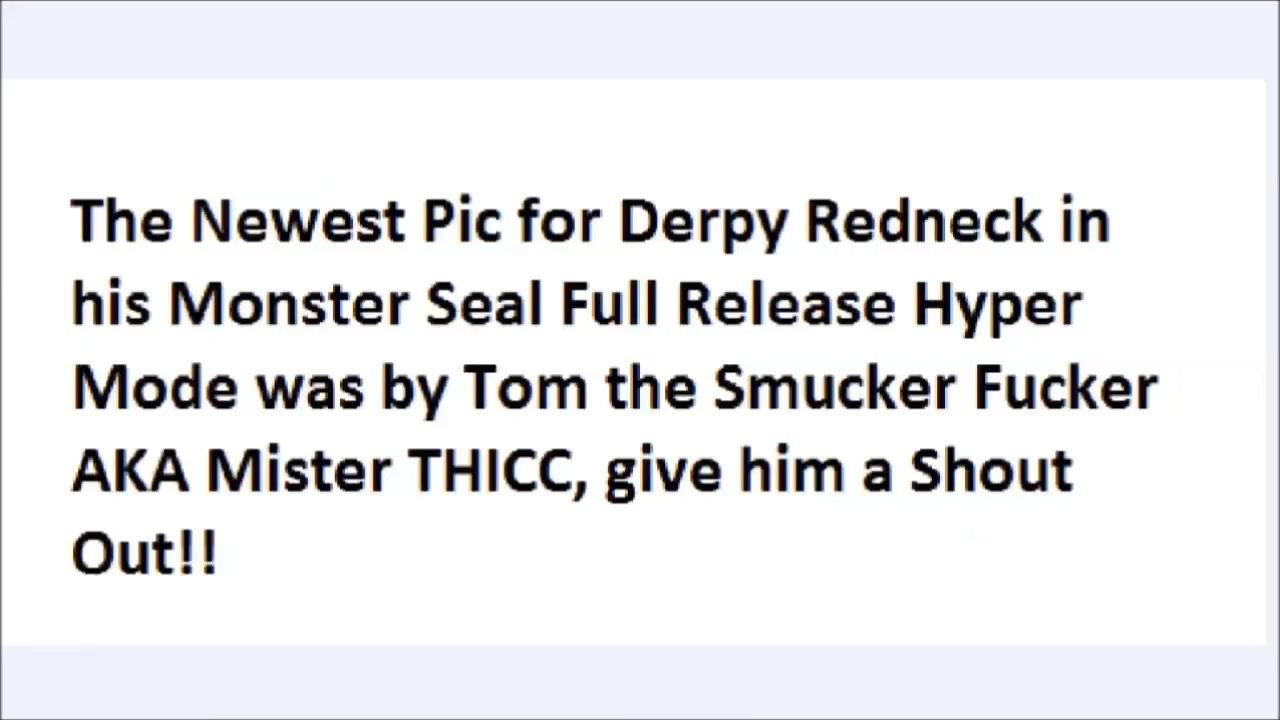 The Newest Pic for Derpy Redneck in
his Monster Seal Full Release Hyper
Mode was by Tom the Smucker Fucker
AKA Mister THICC, give him a Shout
Out!!